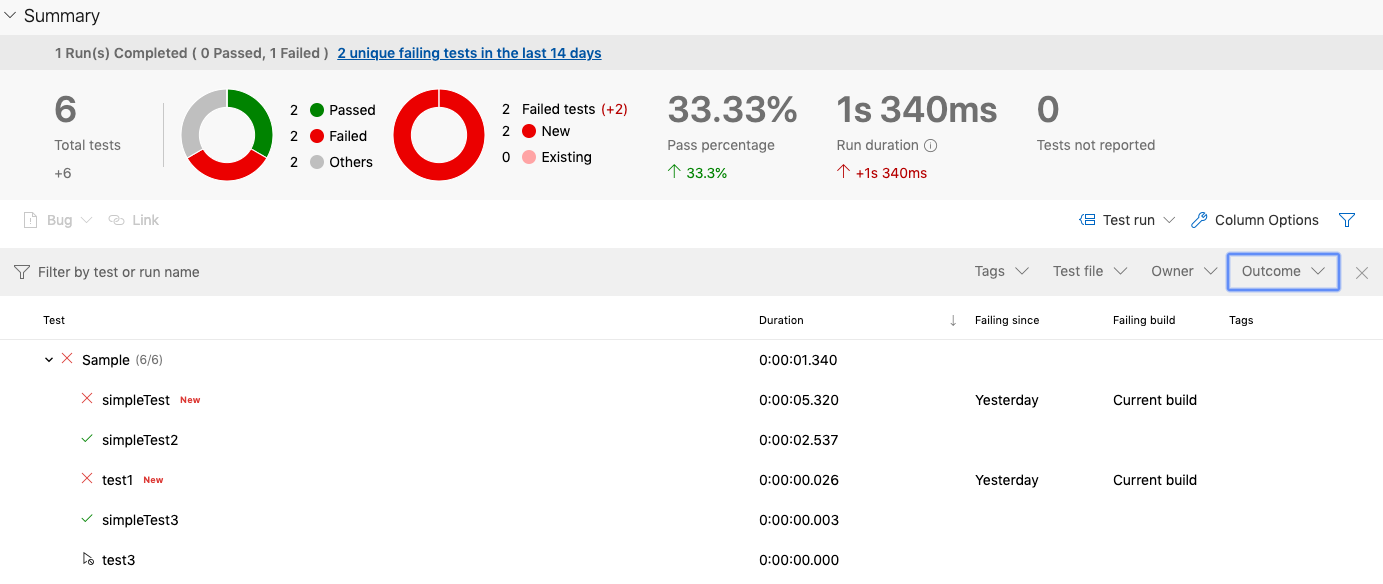 Summary
1 Run(s) Completed ( 0 Passed, 1 Failed ) 2 unique failing tests in the last 14 days
6
Total tests
+6
2 Passed
2 Failed
2 Others
2 Failed tests (+2)
2 New
0 Existing
33.33%
Pass percentage
33.3%
1s 340ms
Run duration
+1s 340ms
0
Tests not reported
Bug Link Test run Column Options
Filter by test or run name Tags Test file Owner Outcome
Test Duration Failing since Failing build Tags
Sample (6/6) 0:00:01.340
simpleTest New 0:00:05.320 Yesterday Current build
simpleTest2 0:00:02.537
test1 New 0:00:00.026 Yesterday Current build
simpleTest3 0:00:00.003
test3 0:00:00.000